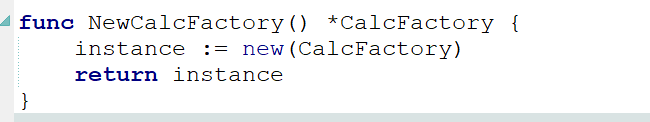 func NewCalcFactory() *CalcFactory {
    instance := new(CalcFactory)
    return instance
}